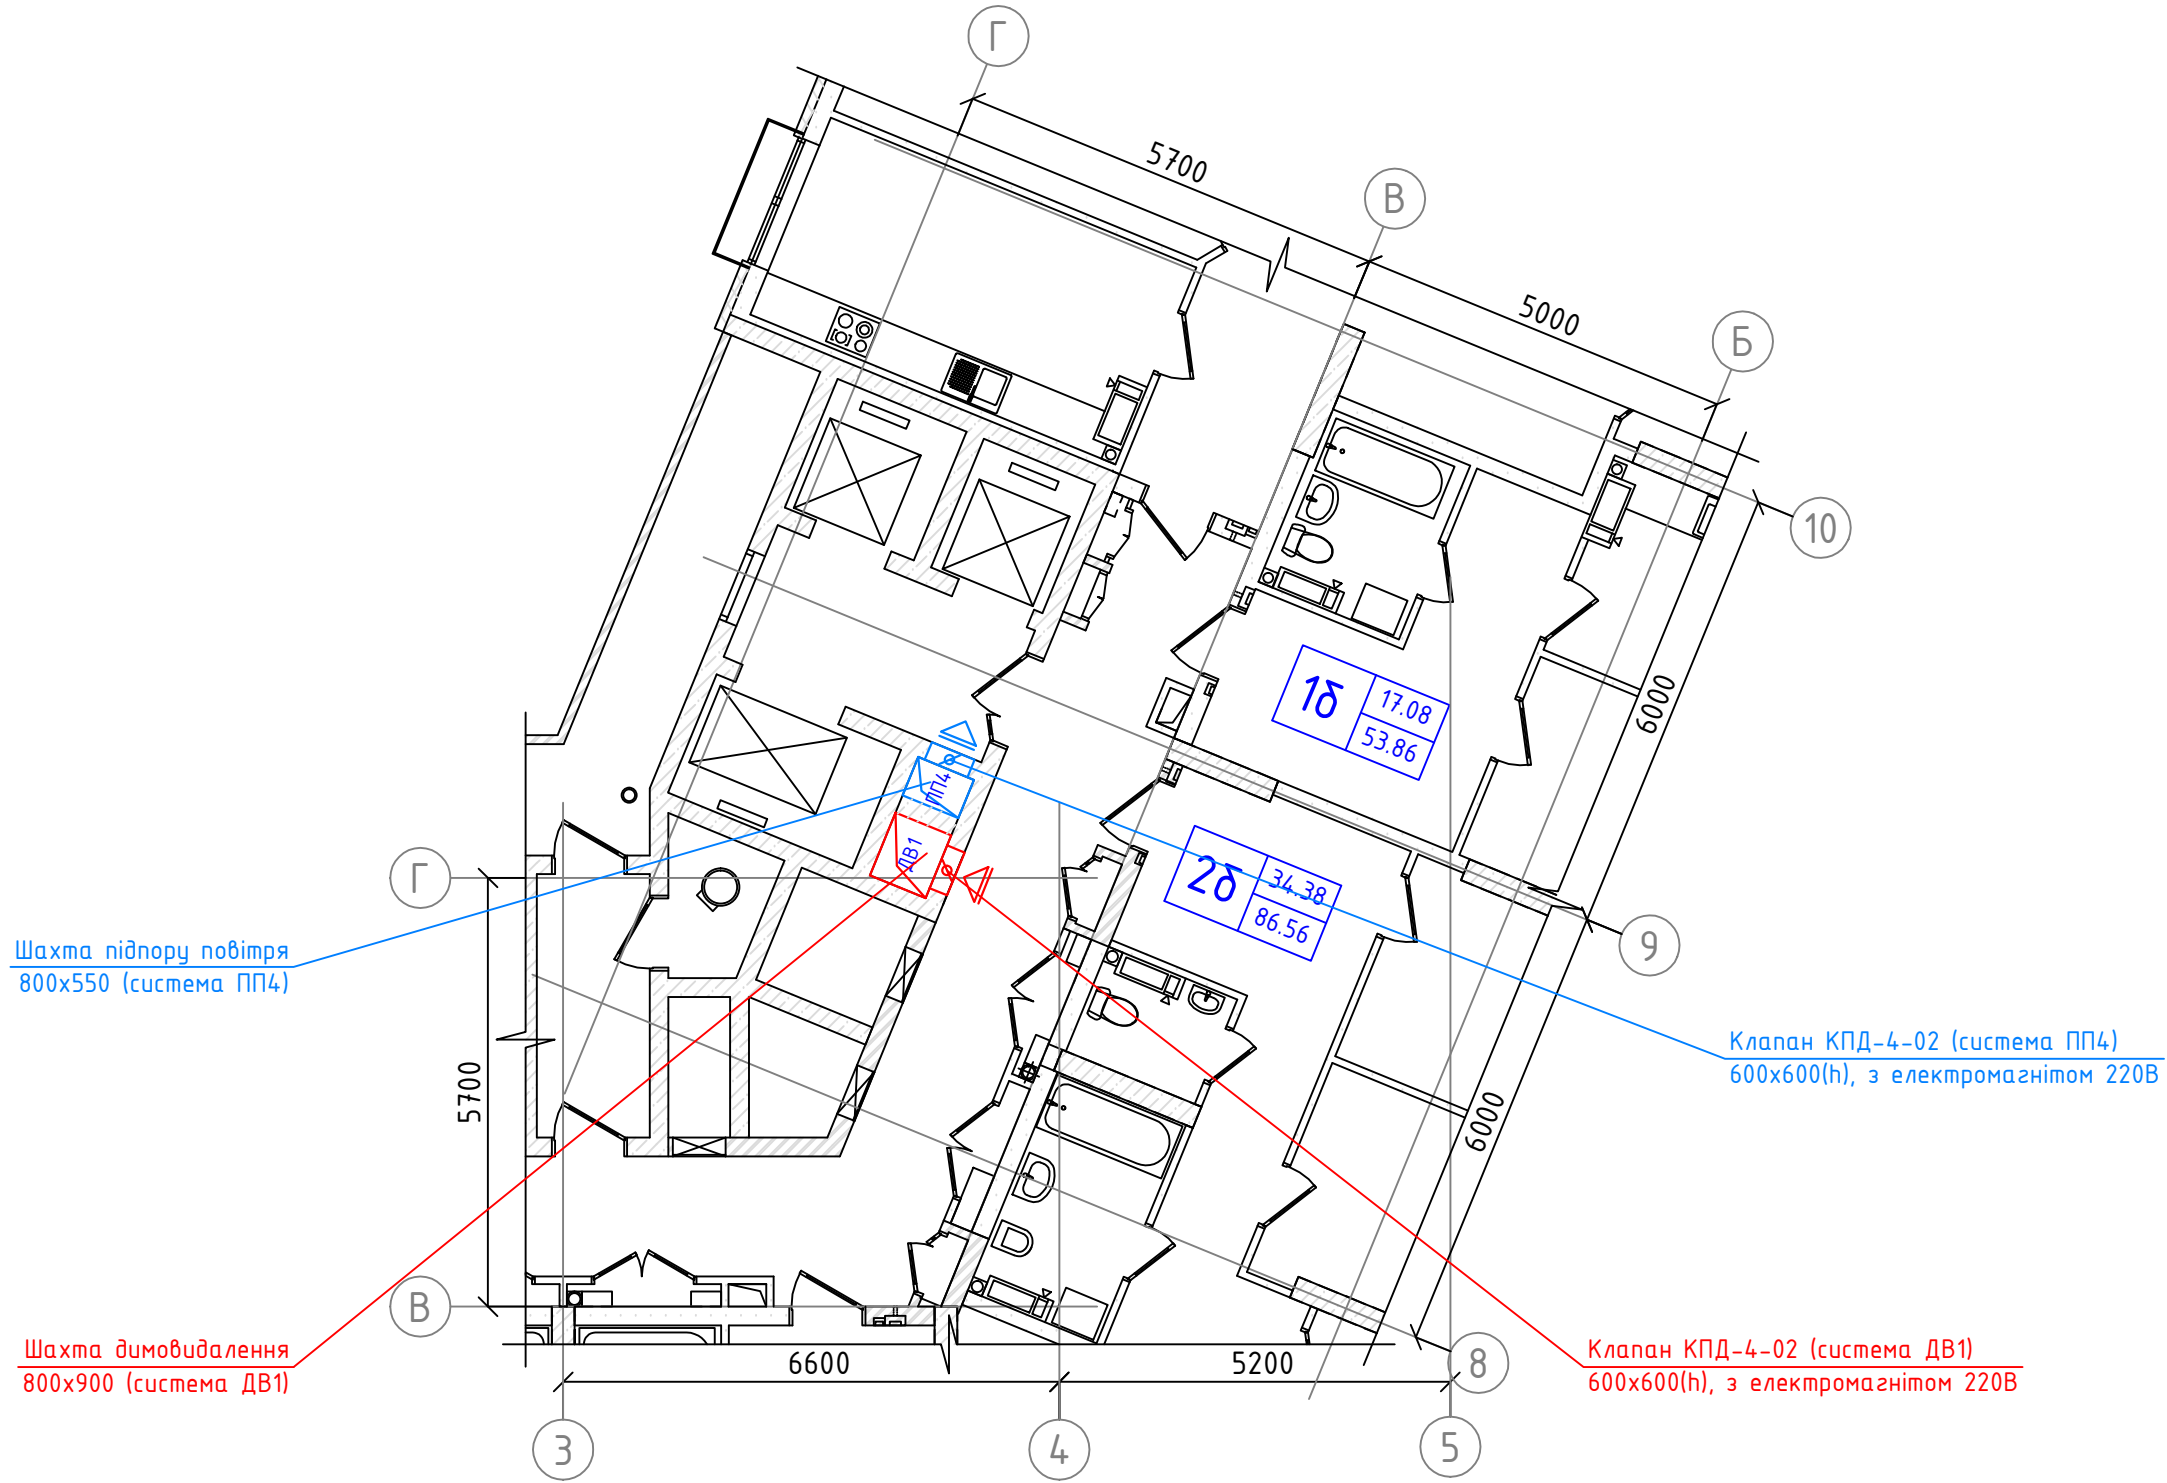 Г
5700
В
5000
Б
10
6000
1б
17.08
53.86
ПП4
ДВ1
2б
34.38
86.56
Г
9
Шахта підпору повітря
800х550 (система ПП4)
Клапан КПД-4-02 (система ПП4)
600х600(h), з електромагнітом 220В
5700
6000
В
Шахта димовидалення
800х900 (система ДВ1)
6600
5200
8
Клапан КПД-4-02 (система ДВ1)
600х600(h), з електромагнітом 220В
3
4
5